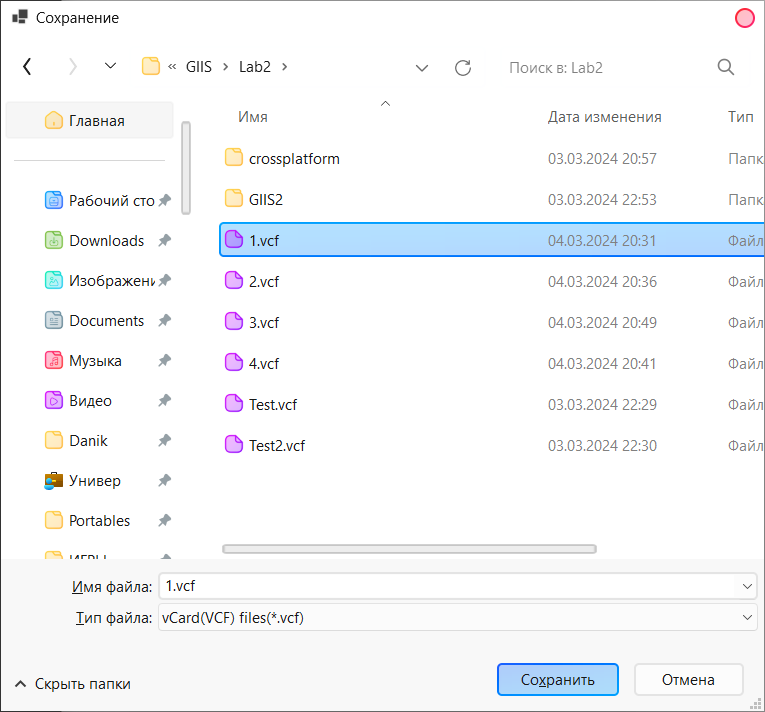 Сохранение
« GIIS › Lab2 ›
Поиск в: Lab2
Главная
Рабочий сто
Downloads
Изображени
Documents
Музыка
Видео
Danik
Универ
Portables
ИГРЫ
Имя Дата изменения Тип
crossplatform 03.03.2024 20:57 Папк
GIIS2 03.03.2024 22:53 Папк
1.vcf 04.03.2024 20:31 Файл
2.vcf 04.03.2024 20:36 Файл
3.vcf 04.03.2024 20:49 Файл
4.vcf 04.03.2024 20:41 Файл
Test.vcf 03.03.2024 22:29 Файл
Test2.vcf 03.03.2024 22:30 Файл
Имя файла: 1.vcf
Тип файла: vCard(VCF) files(*.vcf)
Скрыть папки
Сохранить
Отмена